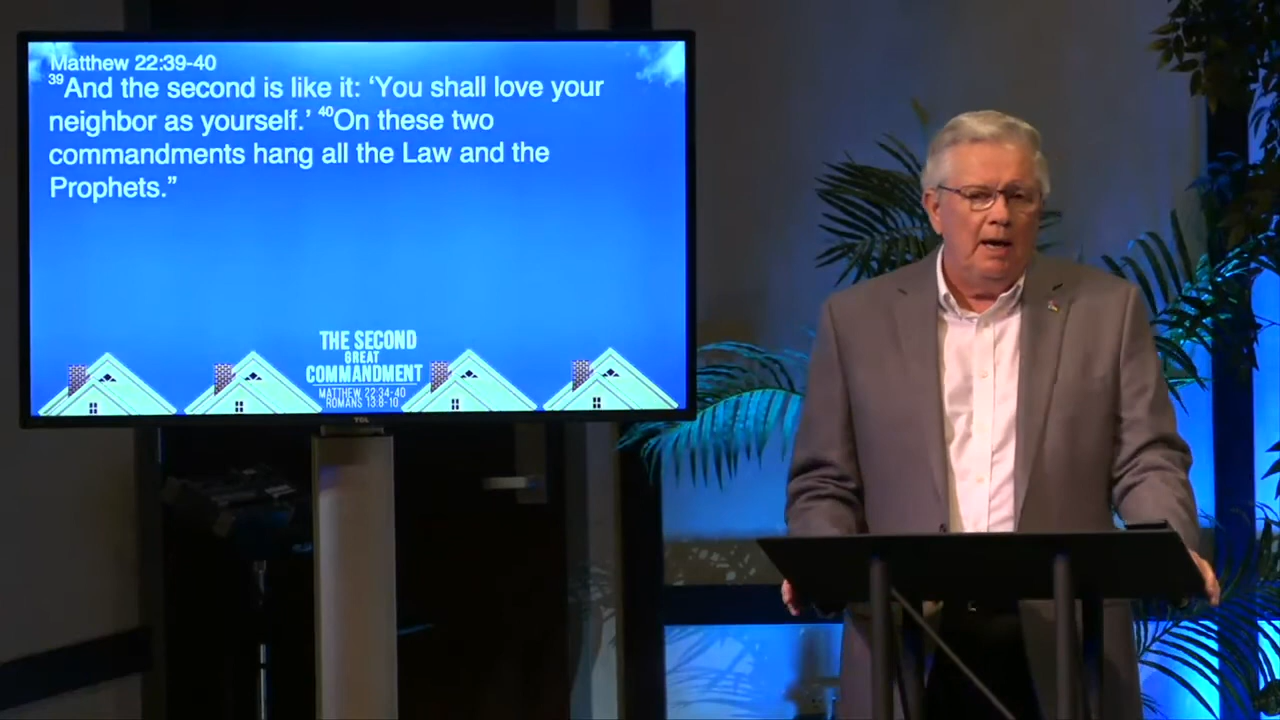 Matthew 22:39-40
³⁹And the second is like it: ‘You shall love your
neighbor as yourself.’ ⁴⁰On these two
commandments hang all the Law and the
Prophets.”
THE SECOND
GREAT
COMMANDMENT
MATTHEW 22:34-40
ROMANS 13:8-10
TCL